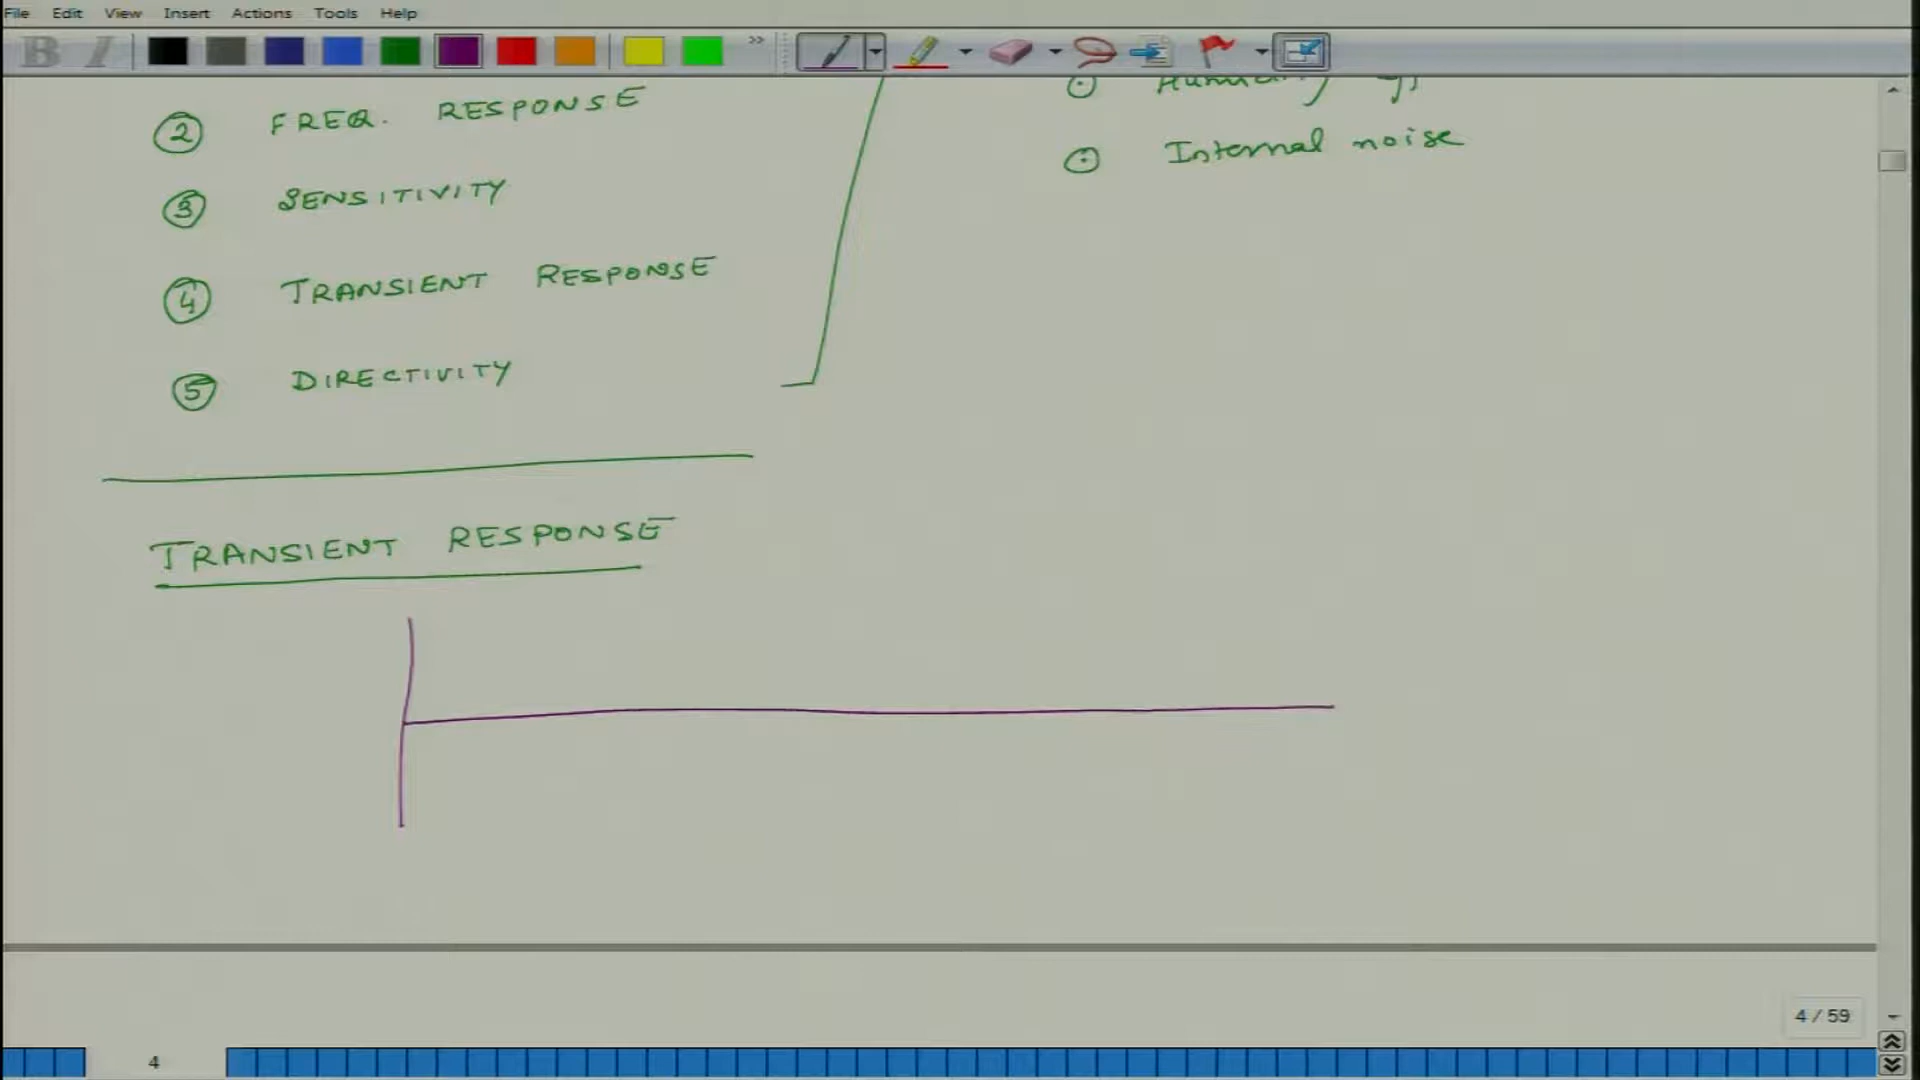 File Edit View Insert Actions Tools Help
B I
② FREQ. RESPONSE
③ SENSITIVITY
④ TRANSIENT RESPONSE
⑤ DIRECTIVITY
⊙ Internal noise
TRANSIENT RESPONSE
4 / 59
4